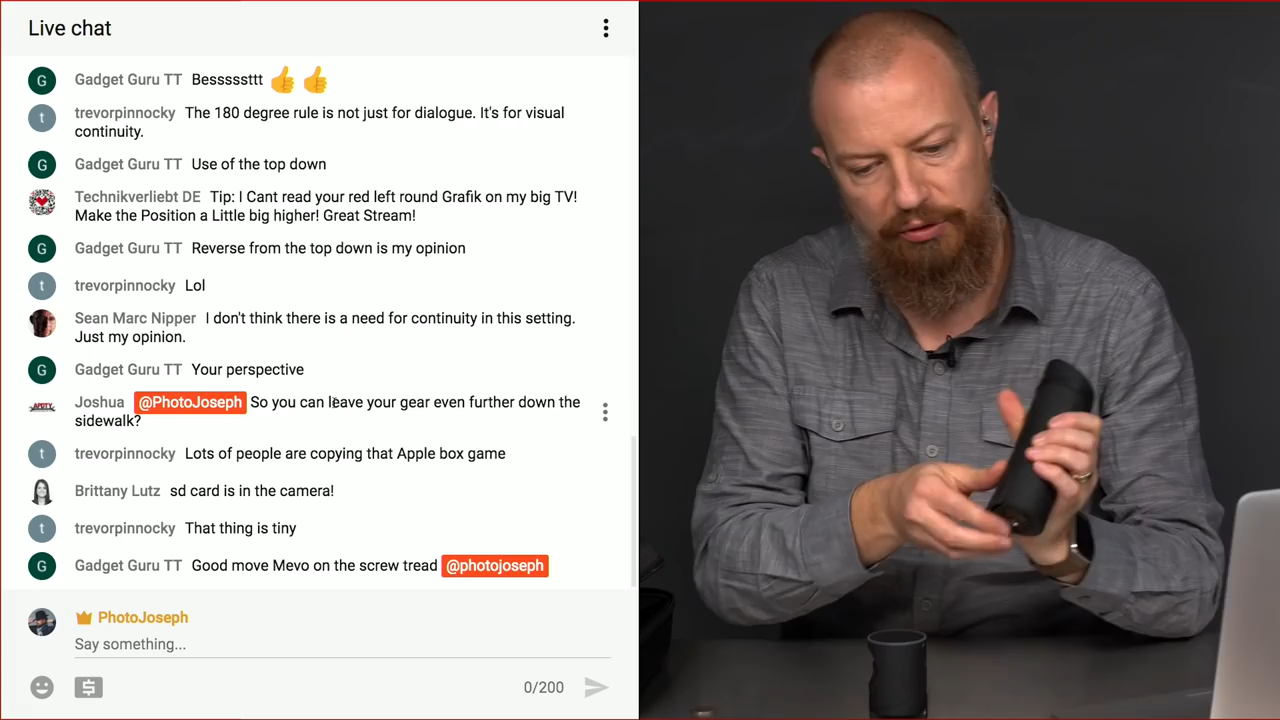 Live chat
G Gadget Guru TT Besssssttt 👍 👍
t trevorpinnocky The 180 degree rule is not just for dialogue. It's for visual
continuity.
G Gadget Guru TT Use of the top down
Technikverliebt DE Tip: I Cant read your red left round Grafik on my big TV!
Make the Position a Little big higher! Great Stream!
G Gadget Guru TT Reverse from the top down is my opinion
t trevorpinnocky Lol
Sean Marc Nipper I don't think there is a need for continuity in this setting.
Just my opinion.
G Gadget Guru TT Your perspective
Joshua @PhotoJoseph So you can leave your gear even further down the
sidewalk?
t trevorpinnocky Lots of people are copying that Apple box game
Brittany Lutz sd card is in the camera!
t trevorpinnocky That thing is tiny
G Gadget Guru TT Good move Mevo on the screw tread @photojoseph
PhotoJoseph
Say something...
$ 0/200